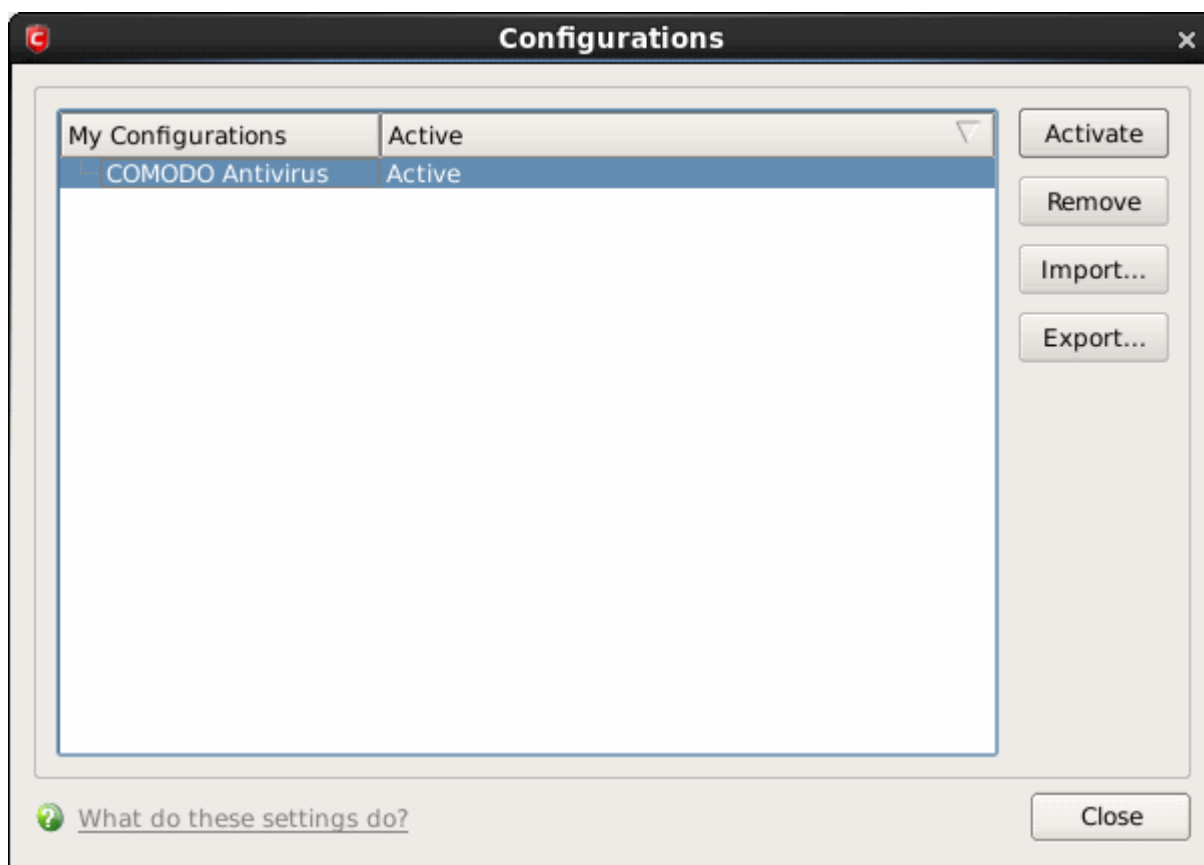 Configurations
My Configurations Active
COMODO Antivirus Active
Activate
Remove
Import...
Export...
What do these settings do?
Close